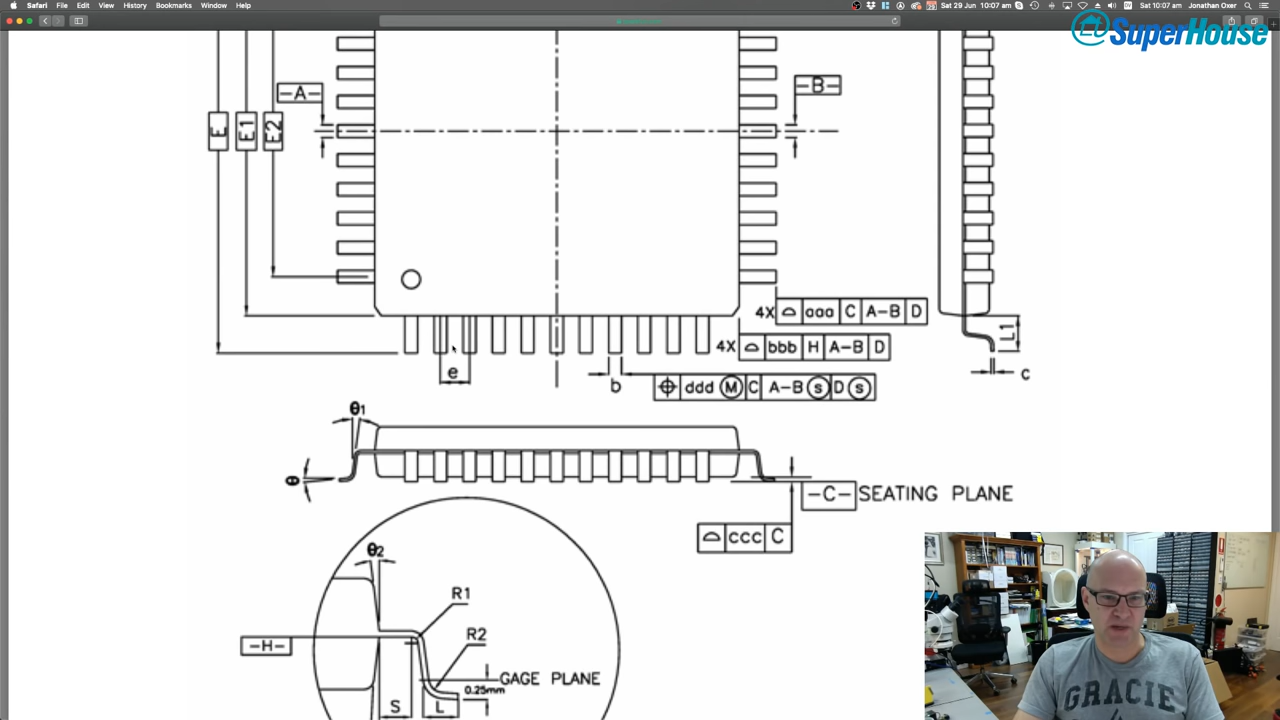 Safari File Edit View History Bookmarks Window Help
Sat 29 Jun 10:07 am
Sat 10:07 am Jonathan Oxer
SuperHouse
-A-
-B-
E E1 E2
4X aaa C A-B D
4X bbb H A-B D
L1
e
b
ddd M C A-B S D S
c
θ1
θ
-C- SEATING PLANE
ccc C
θ2
R1
R2
-H-
GAGE PLANE
0.25mm
S L
GRACIE